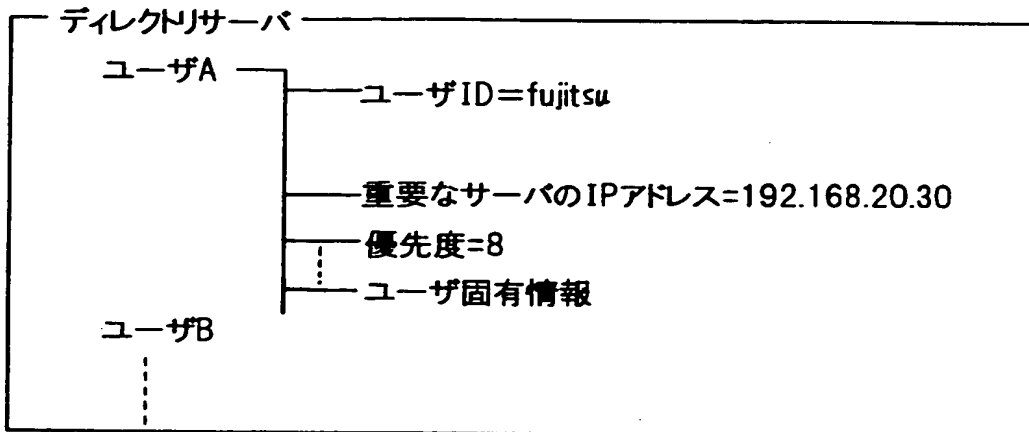 ディレクトリサーバ
ユーザA
ユーザID=fujitsu
重要なサーバのIPアドレス=192.168.20.30
優先度=8
ユーザ固有情報
ユーザB